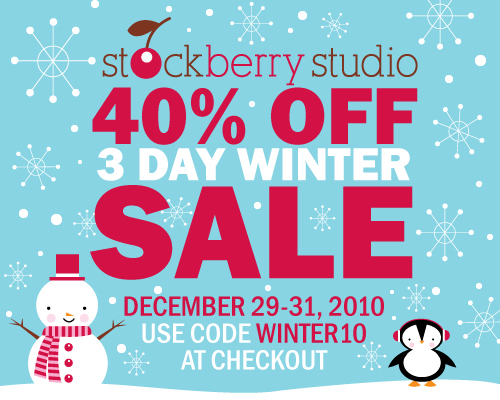 stockberry studio
40% OFF
3 DAY WINTER
SALE
DECEMBER 29-31, 2010
USE CODE WINTER10
AT CHECKOUT